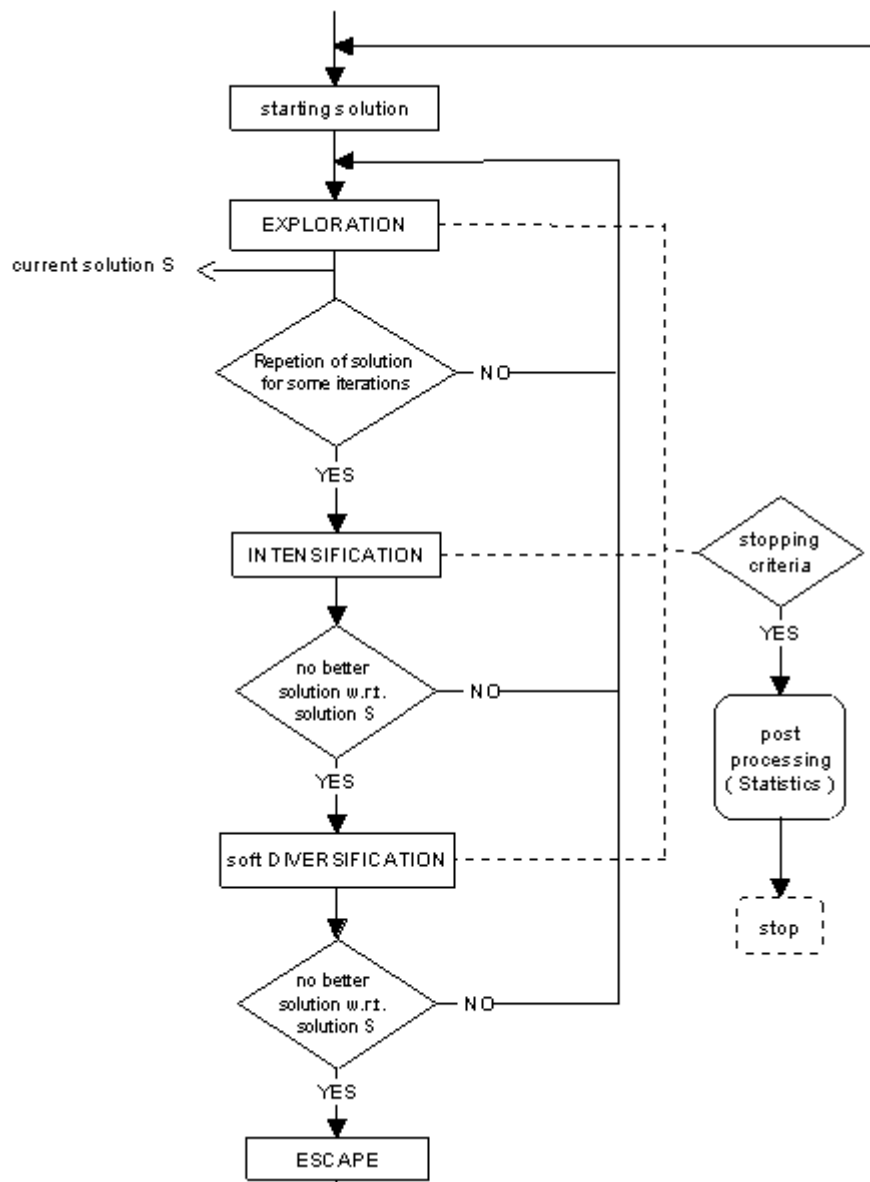 starting solution
EXPLORATION
current solution S
Repetion of solution
for some iterations
NO
YES
INTENSIFICATION
stopping
criteria
YES
no better
solution w.r.t.
solution S
NO
YES
post
processing
( Statistics )
soft DIVERSIFICATION
stop
no better
solution w.r.t.
solution S
NO
YES
ESCAPE